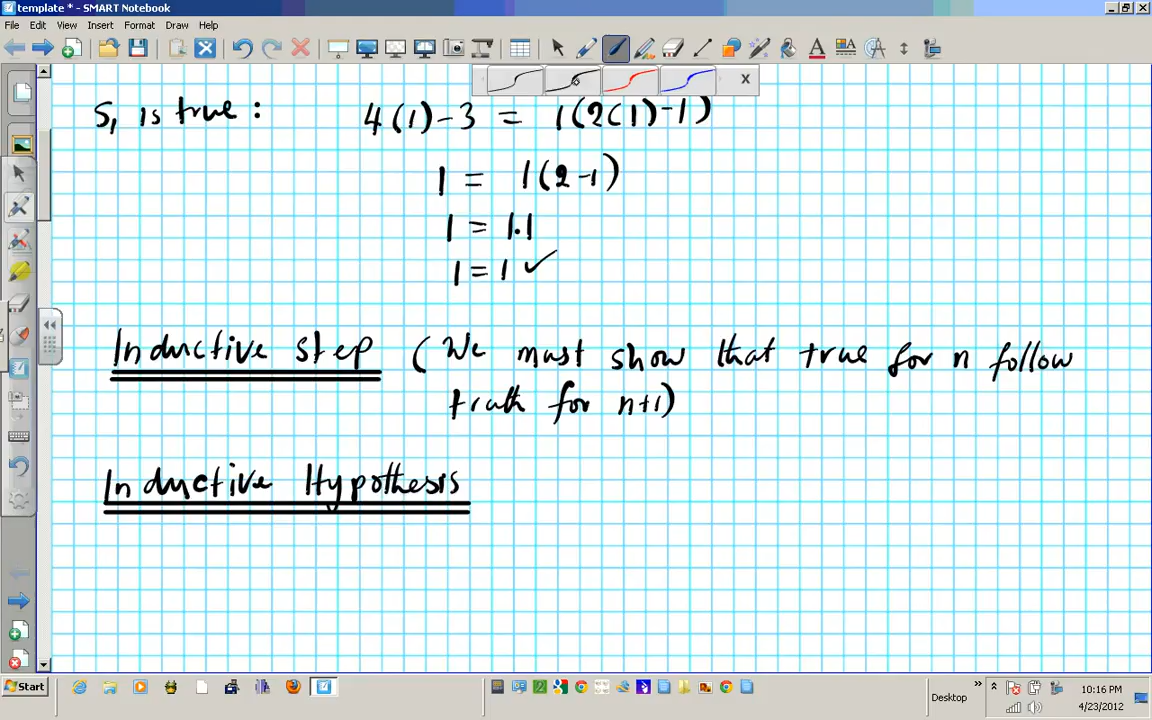 template * - SMART Notebook
File Edit View Insert Format Draw Help
S₁ is true : 4(1)-3 = 1(2(1)-1)
1 = 1(2-1)
1 = 1.1
1 = 1 ✓
Inductive step ( We must show that true for n follow
truth for n+1)
Inductive Hypothesis
Start
Desktop
10:16 PM
4/23/2012